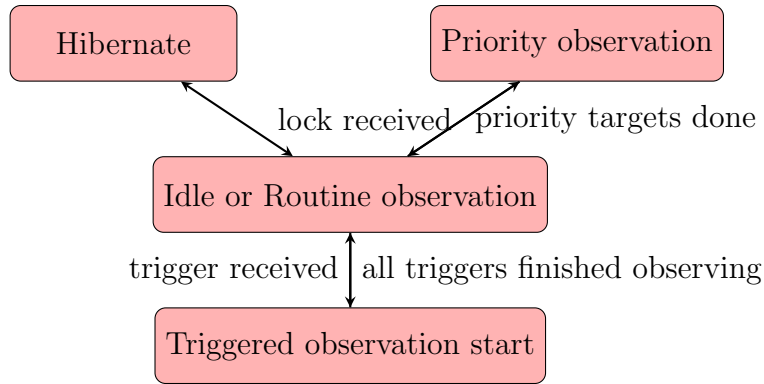 Hibernate
Priority observation
lock received
priority targets done
Idle or Routine observation
trigger received
all triggers finished observing
Triggered observation start